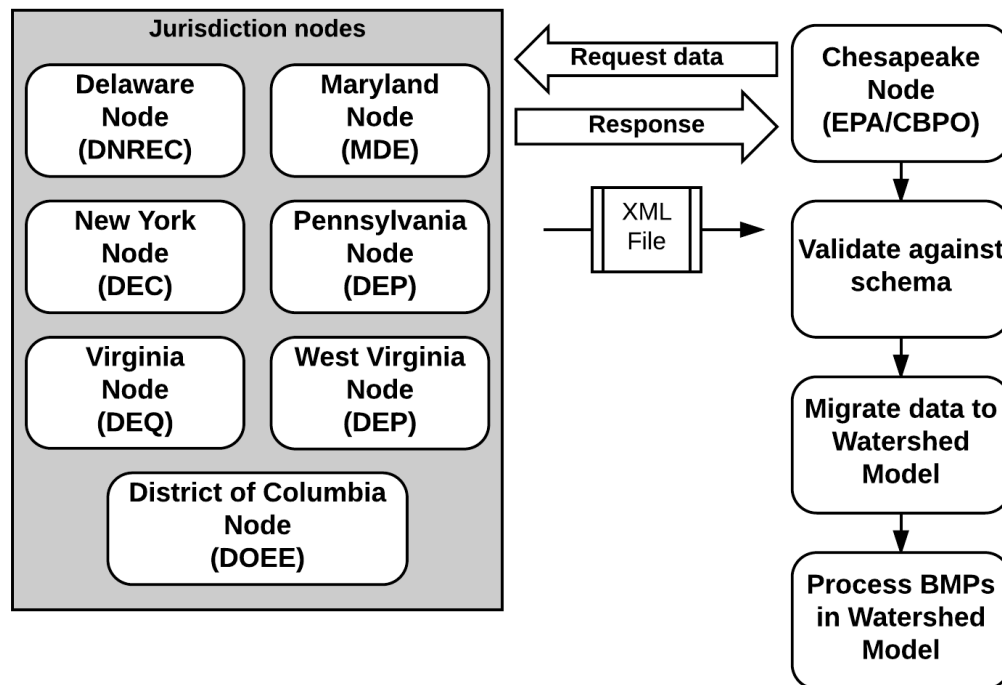 Jurisdiction nodes
Delaware
Node
(DNREC)
Maryland
Node
(MDE)
New York
Node
(DEC)
Pennsylvania
Node
(DEP)
Virginia
Node
(DEQ)
West Virginia
Node
(DEP)
District of Columbia
Node
(DOEE)
Request data
Response
XML
File
Chesapeake
Node
(EPA/CBPO)
Validate against
schema
Migrate data to
Watershed
Model
Process BMPs
in Watershed
Model